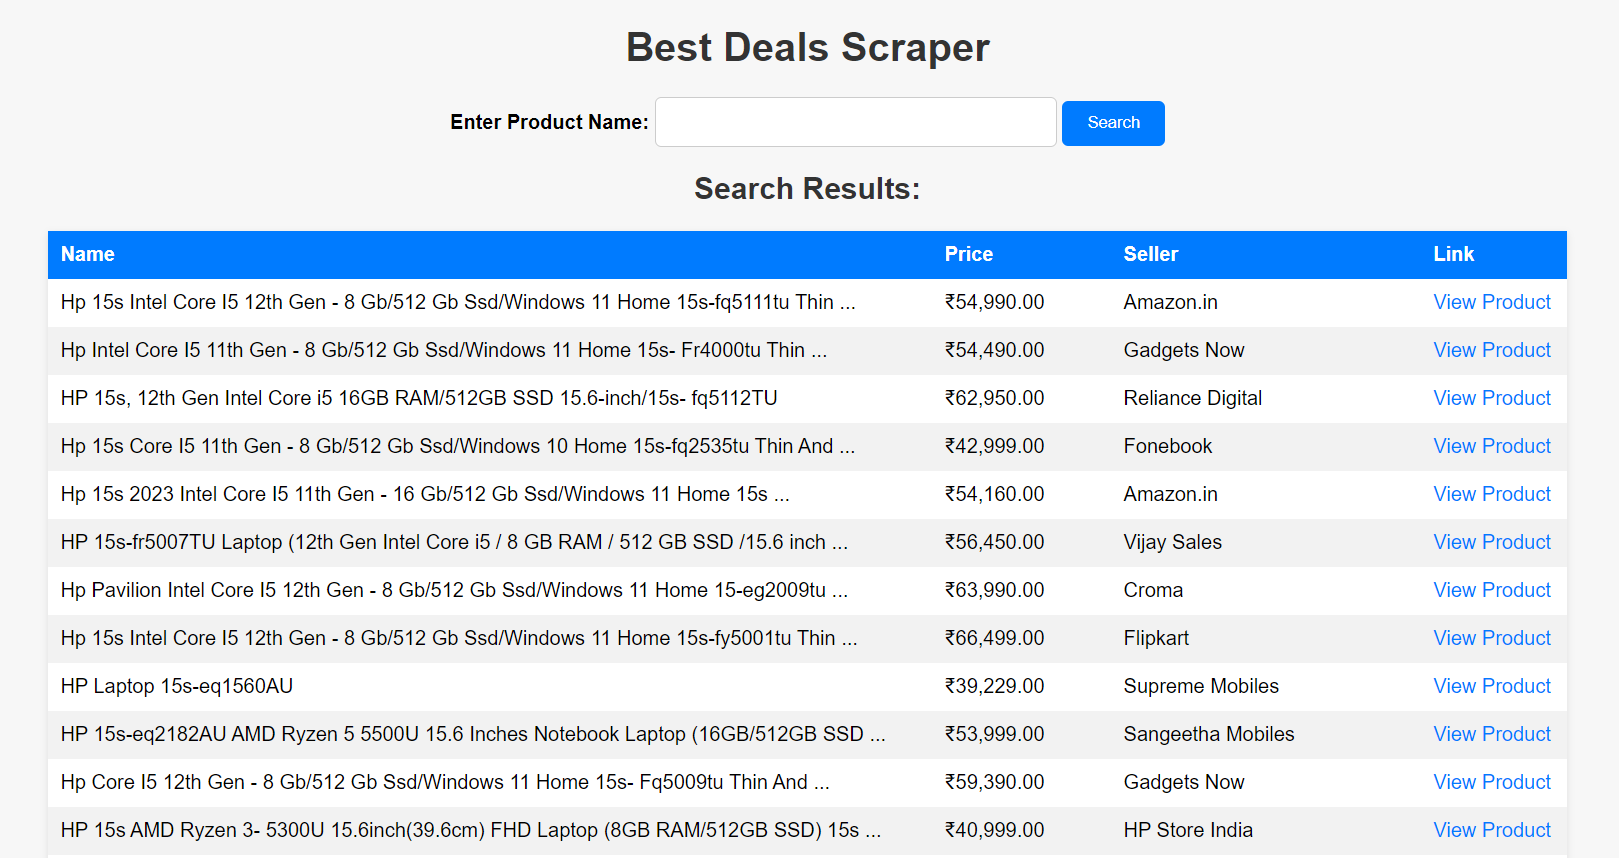 Best Deals Scraper
Enter Product Name: Search
Search Results:
Name Price Seller Link
Hp 15s Intel Core I5 12th Gen - 8 Gb/512 Gb Ssd/Windows 11 Home 15s-fq5111tu Thin ... ₹54,990.00 Amazon.in View Product
Hp Intel Core I5 11th Gen - 8 Gb/512 Gb Ssd/Windows 11 Home 15s- Fr4000tu Thin ... ₹54,490.00 Gadgets Now View Product
HP 15s, 12th Gen Intel Core i5 16GB RAM/512GB SSD 15.6-inch/15s- fq5112TU ₹62,950.00 Reliance Digital View Product
Hp 15s Core I5 11th Gen - 8 Gb/512 Gb Ssd/Windows 10 Home 15s-fq2535tu Thin And ... ₹42,999.00 Fonebook View Product
Hp 15s 2023 Intel Core I5 11th Gen - 16 Gb/512 Gb Ssd/Windows 11 Home 15s ... ₹54,160.00 Amazon.in View Product
HP 15s-fr5007TU Laptop (12th Gen Intel Core i5 / 8 GB RAM / 512 GB SSD /15.6 inch ... ₹56,450.00 Vijay Sales View Product
Hp Pavilion Intel Core I5 12th Gen - 8 Gb/512 Gb Ssd/Windows 11 Home 15-eg2009tu ... ₹63,990.00 Croma View Product
Hp 15s Intel Core I5 12th Gen - 8 Gb/512 Gb Ssd/Windows 11 Home 15s-fy5001tu Thin ... ₹66,499.00 Flipkart View Product
HP Laptop 15s-eq1560AU ₹39,229.00 Supreme Mobiles View Product
HP 15s-eq2182AU AMD Ryzen 5 5500U 15.6 Inches Notebook Laptop (16GB/512GB SSD ... ₹53,999.00 Sangeetha Mobiles View Product
Hp Core I5 12th Gen - 8 Gb/512 Gb Ssd/Windows 11 Home 15s- Fq5009tu Thin And ... ₹59,390.00 Gadgets Now View Product
HP 15s AMD Ryzen 3- 5300U 15.6inch(39.6cm) FHD Laptop (8GB RAM/512GB SSD) 15s ... ₹40,999.00 HP Store India View Product